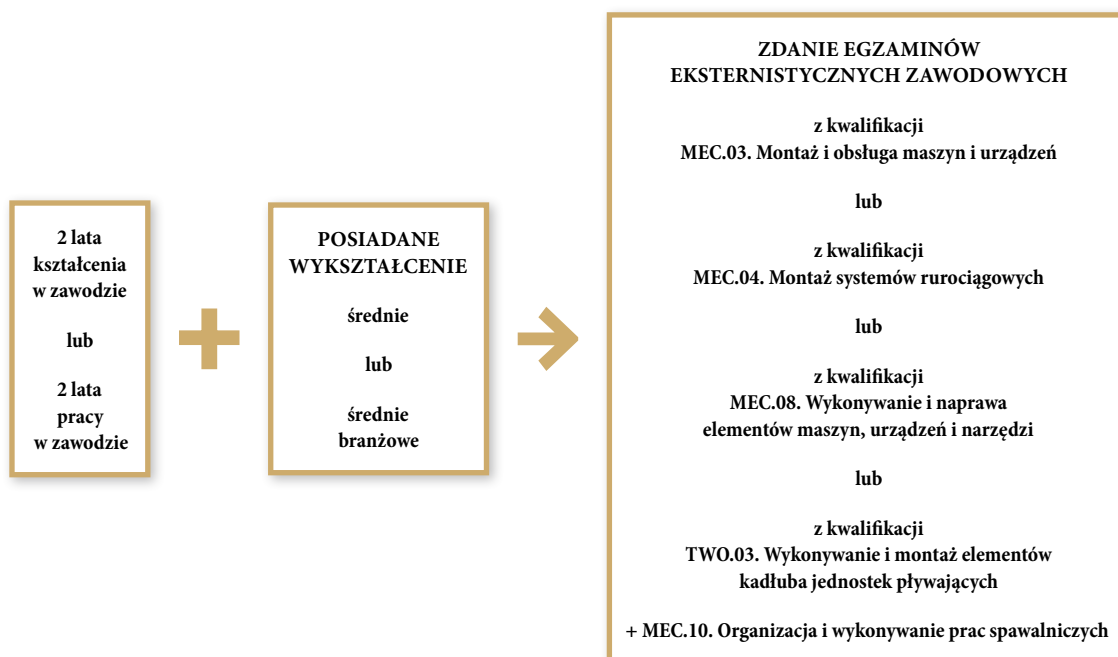 2 lata
kształcenia
w zawodzie
lub
2 lata
pracy
w zawodzie
POSIADANE
WYKSZTAŁCENIE
średnie
lub
średnie
branżowe
ZDANIE EGZAMINÓW
EKSTERNISTYCZNYCH ZAWODOWYCH
z kwalifikacji
MEC.03. Montaż i obsługa maszyn i urządzeń
lub
z kwalifikacji
MEC.04. Montaż systemów rurociągowych
lub
z kwalifikacji
MEC.08. Wykonywanie i naprawa
elementów maszyn, urządzeń i narzędzi
lub
z kwalifikacji
TWO.03. Wykonywanie i montaż elementów
kadłuba jednostek pływających
+ MEC.10. Organizacja i wykonywanie prac spawalniczych